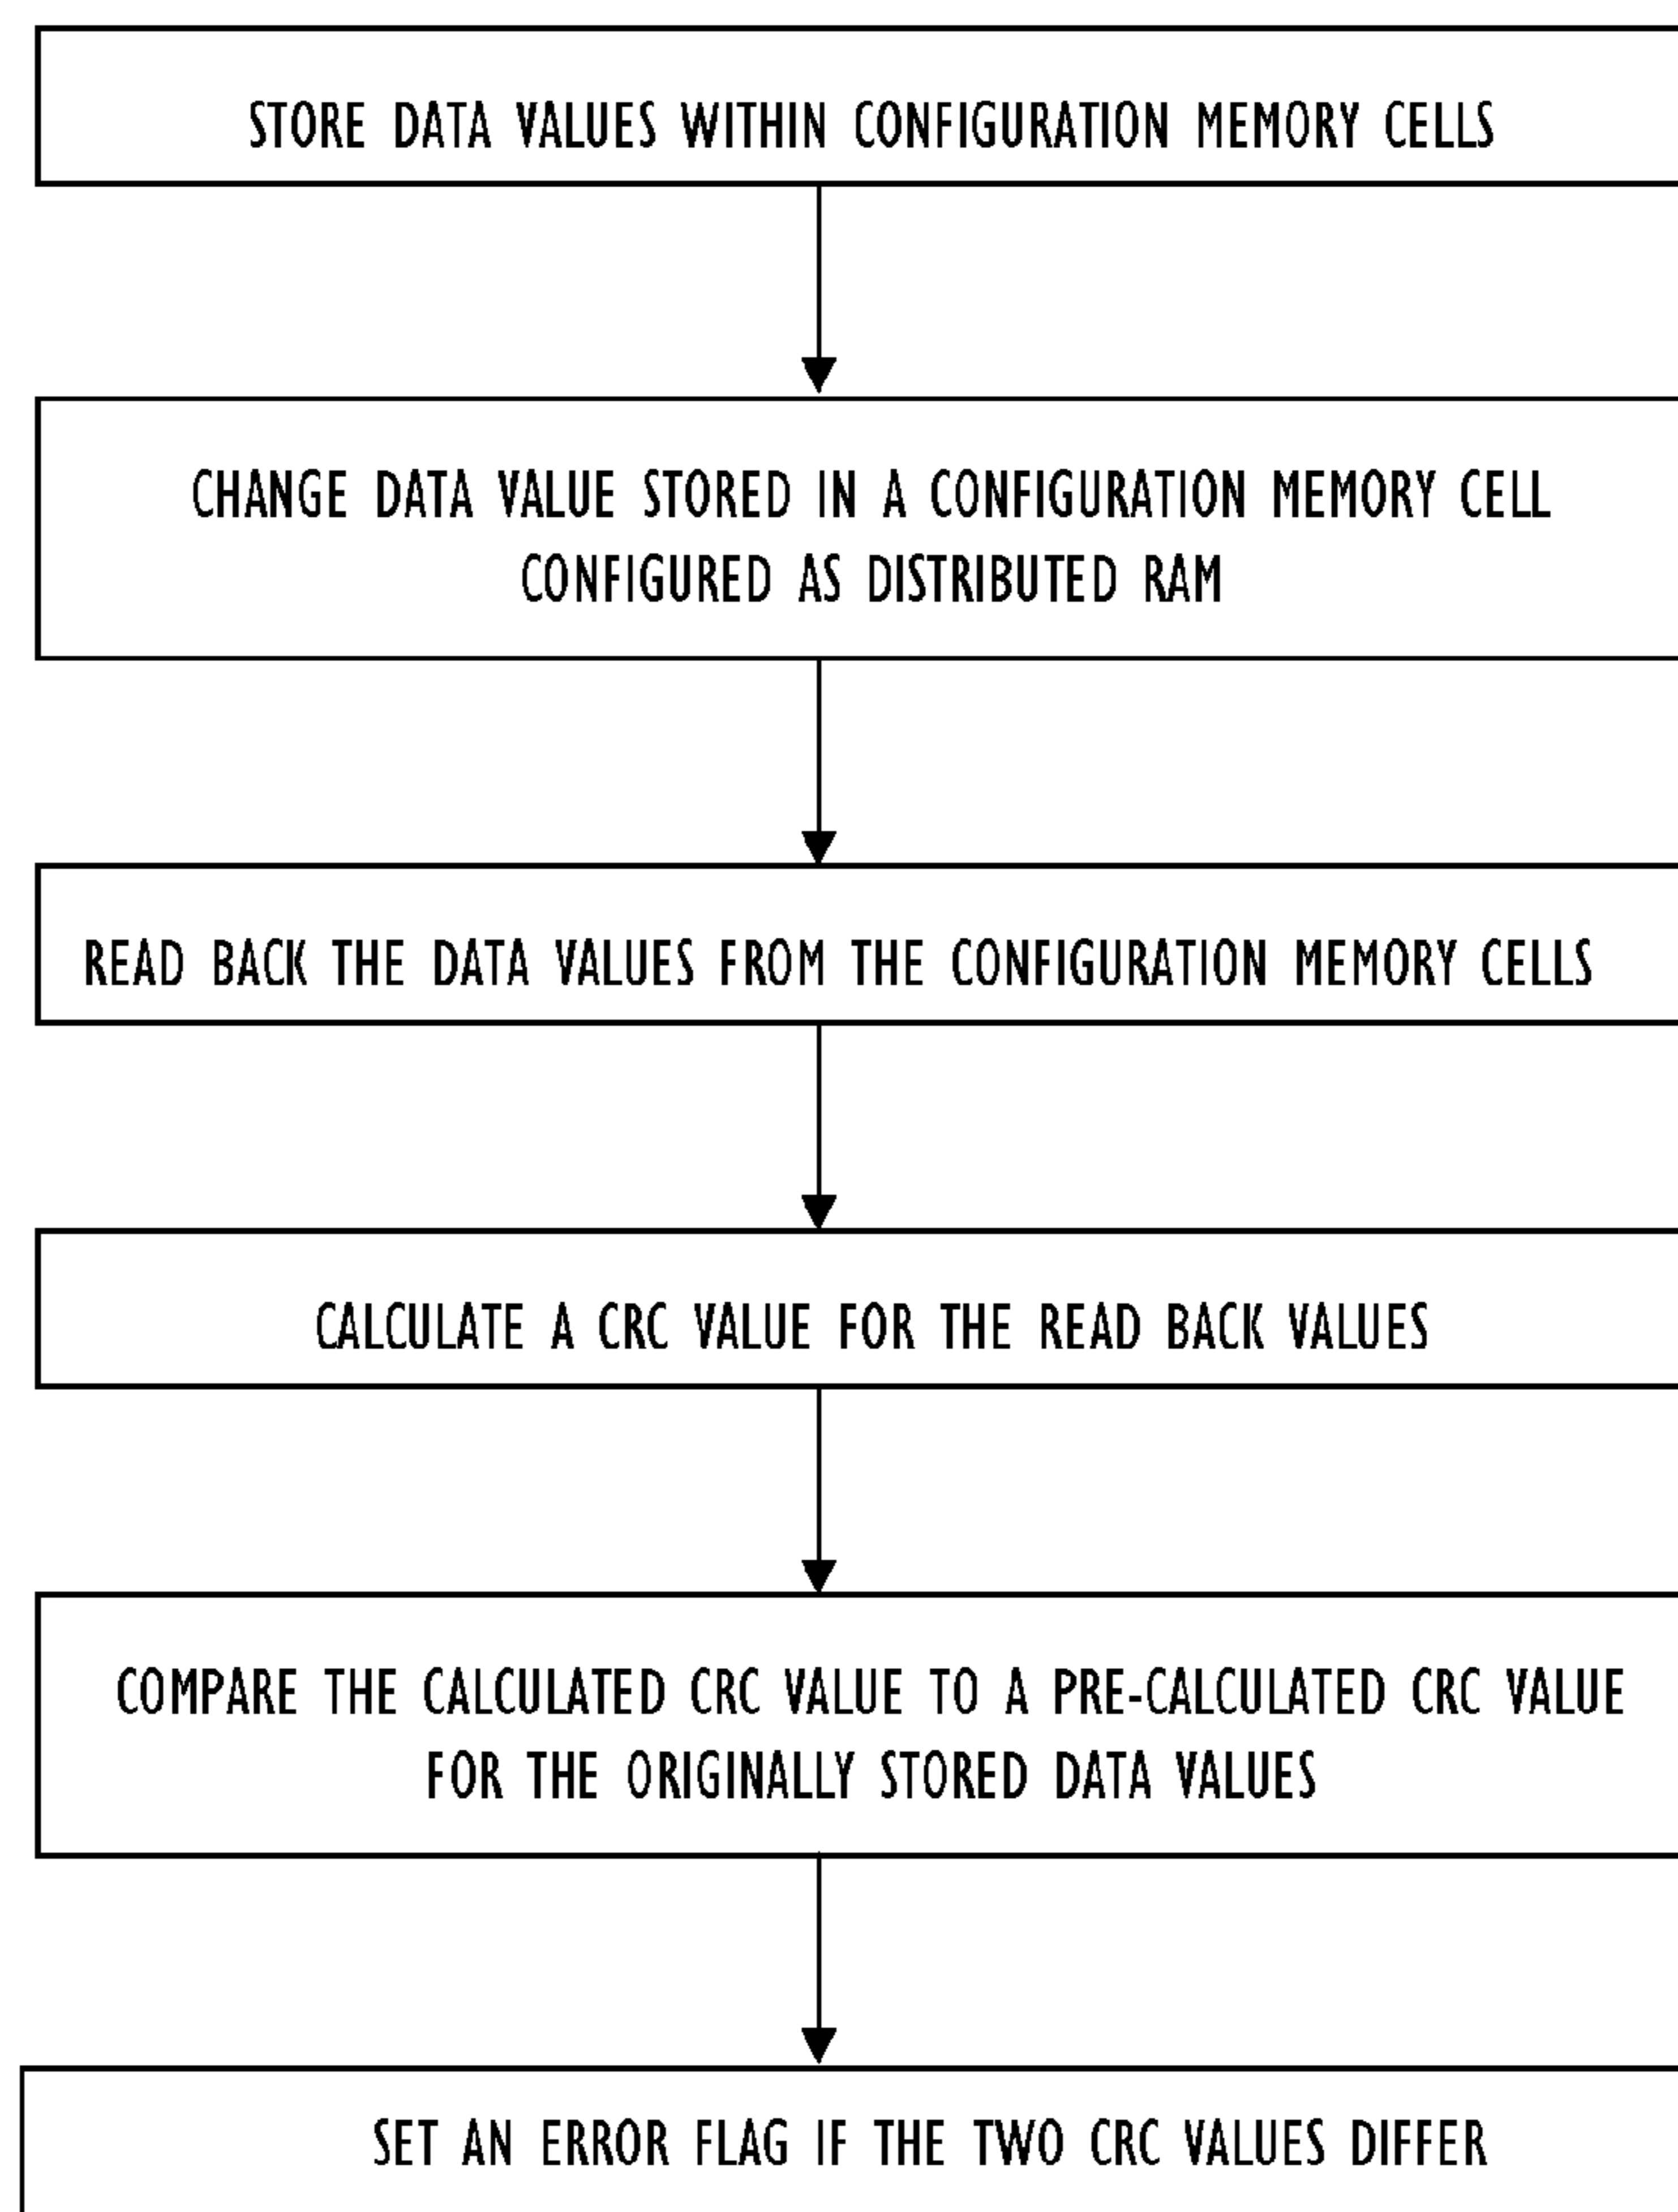 STORE DATA VALUES WITHIN CONFIGURATION MEMORY CELLS
CHANGE DATA VALUE STORED IN A CONFIGURATION MEMORY CELL
CONFIGURED AS DISTRIBUTED RAM
READ BACK THE DATA VALUES FROM THE CONFIGURATION MEMORY CELLS
CALCULATE A CRC VALUE FOR THE READ BACK VALUES
COMPARE THE CALCULATED CRC VALUE TO A PRE-CALCULATED CRC VALUE
FOR THE ORIGINALLY STORED DATA VALUES
SET AN ERROR FLAG IF THE TWO CRC VALUES DIFFER